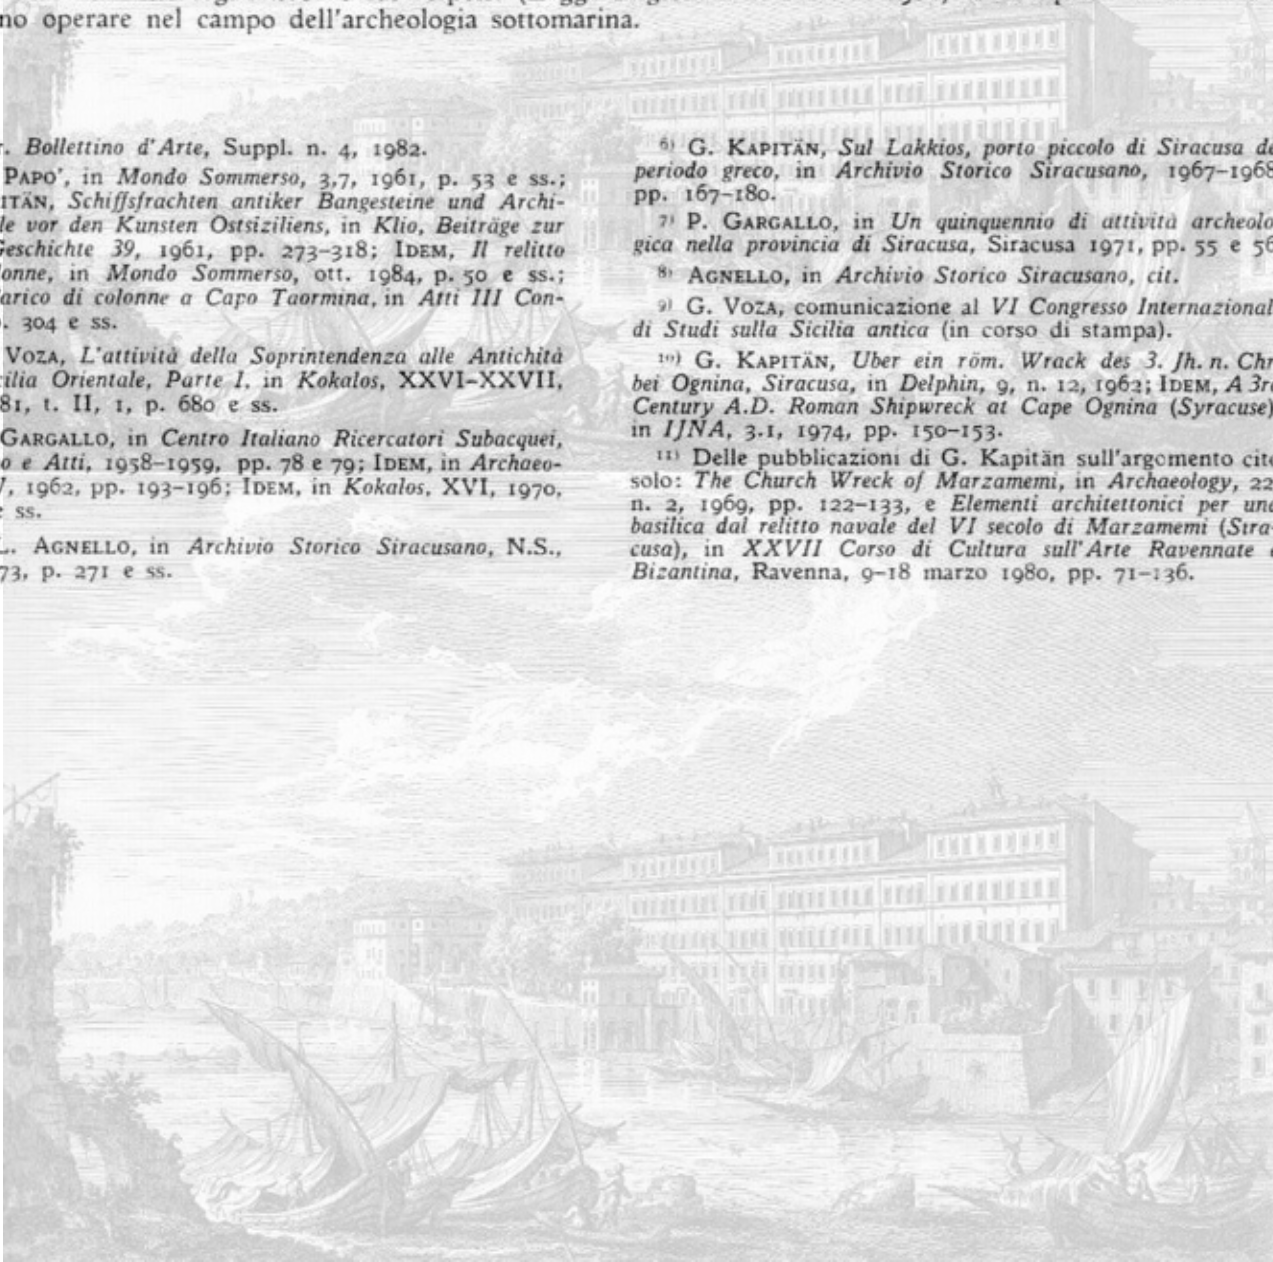 no operare nel campo dell'archeologia sottomarina.
. Bollettino d'Arte, Suppl. n. 4, 1982.
PAPO', in Mondo Sommerso, 3,7, 1961, p. 53 e ss.;
ITÄN, Schiffsfrachten antiker Bangesteine und Archi-
le vor den Kunsten Ostsiziliens, in Klio, Beiträge zur
Geschichte 39, 1961, pp. 273-318; IDEM, Il relitto
onne, in Mondo Sommerso, ott. 1984, p. 50 e ss.;
arico di colonne a Capo Taormina, in Atti III Con-
. 304 e ss.
VOZA, L'attività della Soprintendenza alle Antichità
cilia Orientale, Parte I, in Kokalos, XXVI-XXVII,
81, t. II, 1, p. 680 e ss.
GARGALLO, in Centro Italiano Ricercatori Subacquei,
o e Atti, 1958-1959, pp. 78 e 79; IDEM, in Archaeo-
V, 1962, pp. 193-196; IDEM, in Kokalos, XVI, 1970,
e ss.
L. AGNELLO, in Archivio Storico Siracusano, N.S.,
73, p. 271 e ss.
6) G. KAPITÄN, Sul Lakkios, porto piccolo di Siracusa de
periodo greco, in Archivio Storico Siracusano, 1967-1968
pp. 167-180.
7) P. GARGALLO, in Un quinquennio di attività archeolo-
gica nella provincia di Siracusa, Siracusa 1971, pp. 55 e 56
8) AGNELLO, in Archivio Storico Siracusano, cit.
9) G. VOZA, comunicazione al VI Congresso Internazional
di Studi sulla Sicilia antica (in corso di stampa).
10) G. KAPITÄN, Uber ein röm. Wrack des 3. Jh. n. Chr
bei Ognina, Siracusa, in Delphin, 9, n. 12, 1962; IDEM, A 3rd
Century A.D. Roman Shipwreck at Cape Ognina (Syracuse)
in IJNA, 3.1, 1974, pp. 150-153.
11) Delle pubblicazioni di G. Kapitän sull'argomento cito
solo: The Church Wreck of Marzamemi, in Archaeology, 22
n. 2, 1969, pp. 122-133, e Elementi architettonici per una
basilica dal relitto navale del VI secolo di Marzamemi (Sira-
cusa), in XXVII Corso di Cultura sull'Arte Ravennate e
Bizantina, Ravenna, 9-18 marzo 1980, pp. 71-136.